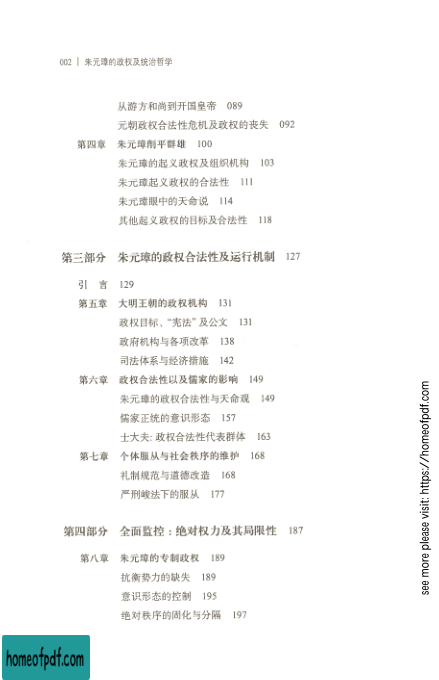 002 | 朱元璋的政权及统治哲学
从游方和尚到开国皇帝 089
元朝政权合法性危机及政权的丧失 092
第四章 朱元璋削平群雄 100
朱元璋的起义政权及组织机构 103
朱元璋起义政权的合法性 111
朱元璋眼中的天命说 114
其他起义政权的目标及合法性 118
第三部分 朱元璋的政权合法性及运行机制 127
引 言 129
第五章 大明王朝的政权机构 131
政权目标、“宪法”及公文 131
政府机构与各项改革 138
司法体系与经济措施 142
第六章 政权合法性以及儒家的影响 149
朱元璋的政权合法性与天命观 149
儒家正统的意识形态 157
士大夫: 政权合法性代表群体 163
第七章 个体服从与社会秩序的维护 168
礼制规范与道德改造 168
严刑峻法下的服从 177
第四部分 全面监控：绝对权力及其局限性 187
第八章 朱元璋的专制政权 189
抗衡势力的缺失 189
意识形态的控制 195
绝对秩序的固化与分隔 197
see more please visit: https://homeofpdf.com
homeofpdf.com